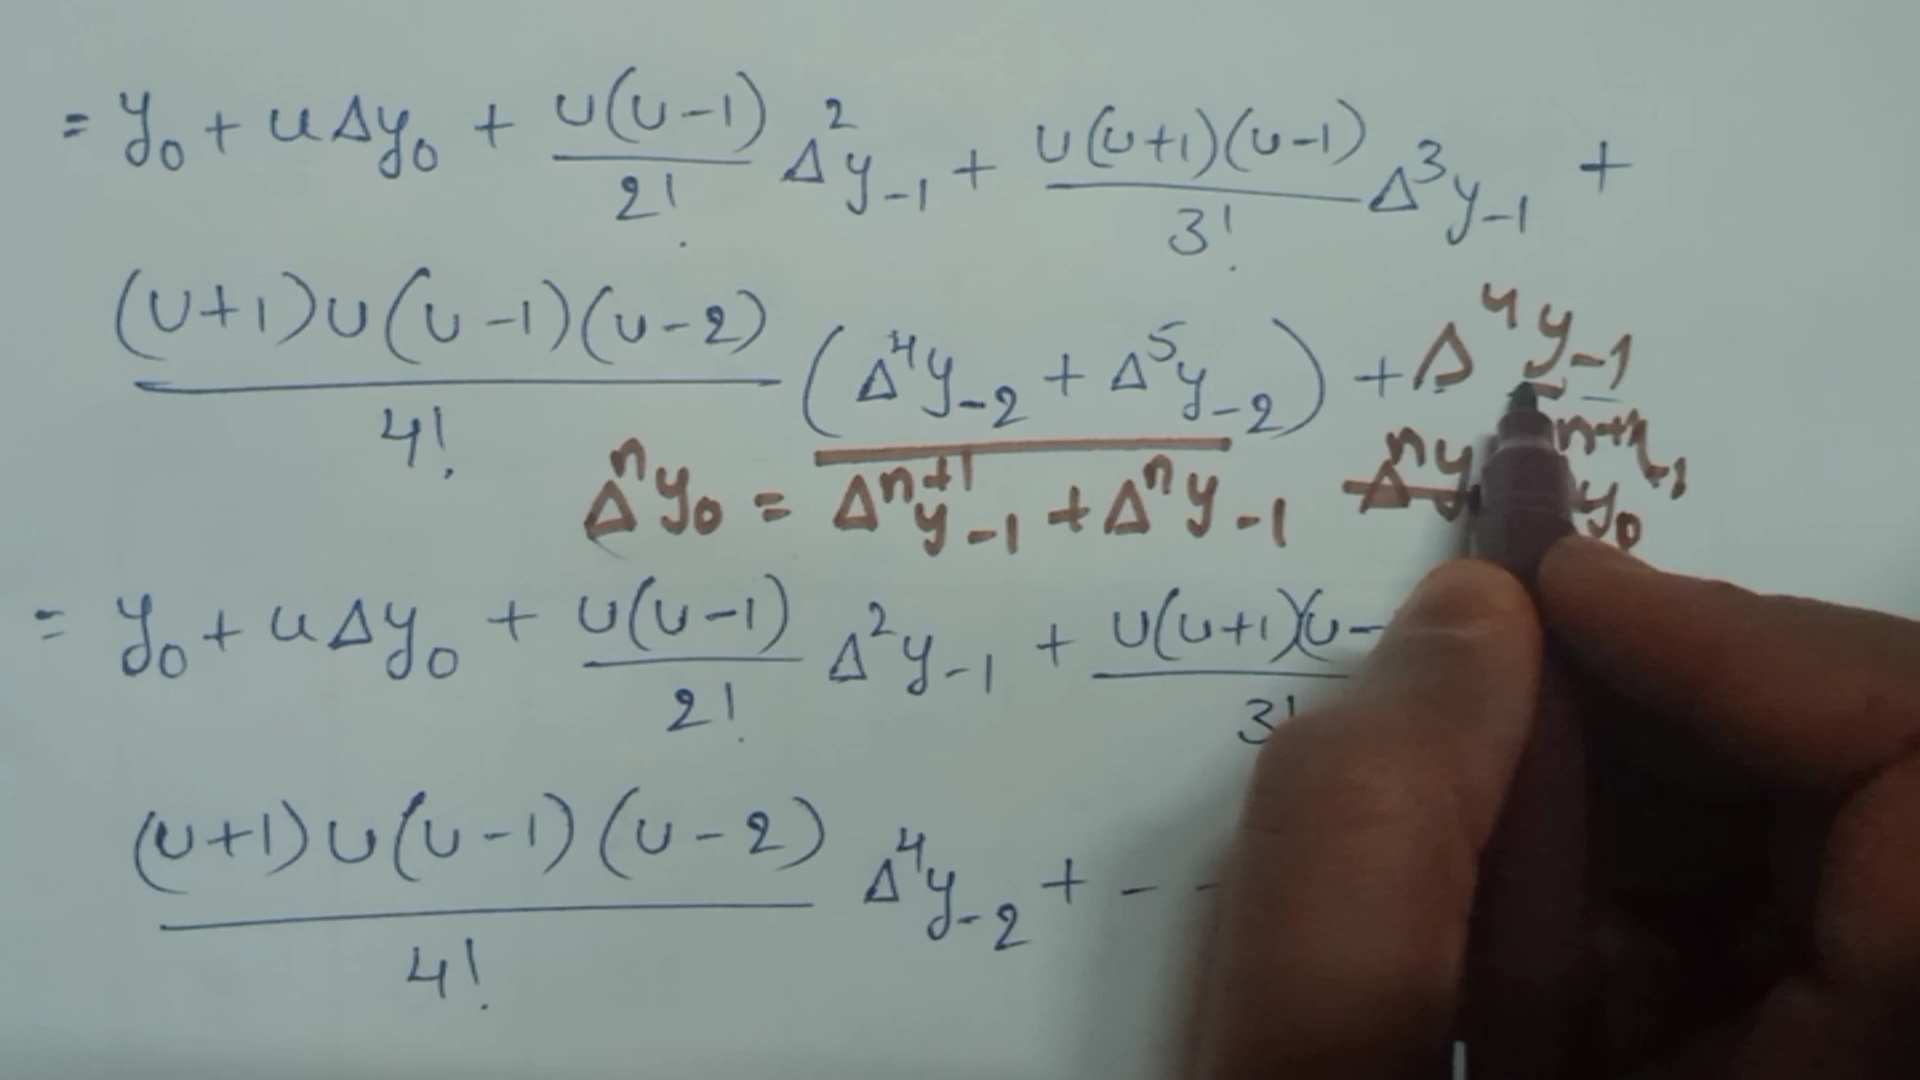 = y₀ + uΔy₀ + u(u-1)/2! Δ²y₋₁ + u(u+1)(u-1)/3! Δ³y₋₁ +
(u+1)u(u-1)(u-2)/4! (Δ⁴y₋₂ + Δ⁵y₋₂) + Δ⁴y₋₁
Δⁿy₀ = Δⁿ⁺¹y₋₁ + Δⁿy₋₁
= y₀ + uΔy₀ + u(u-1)/2! Δ²y₋₁ + u(u+1)(u-
3!
(u+1)u(u-1)(u-2)/4! Δ⁴y₋₂ + - -